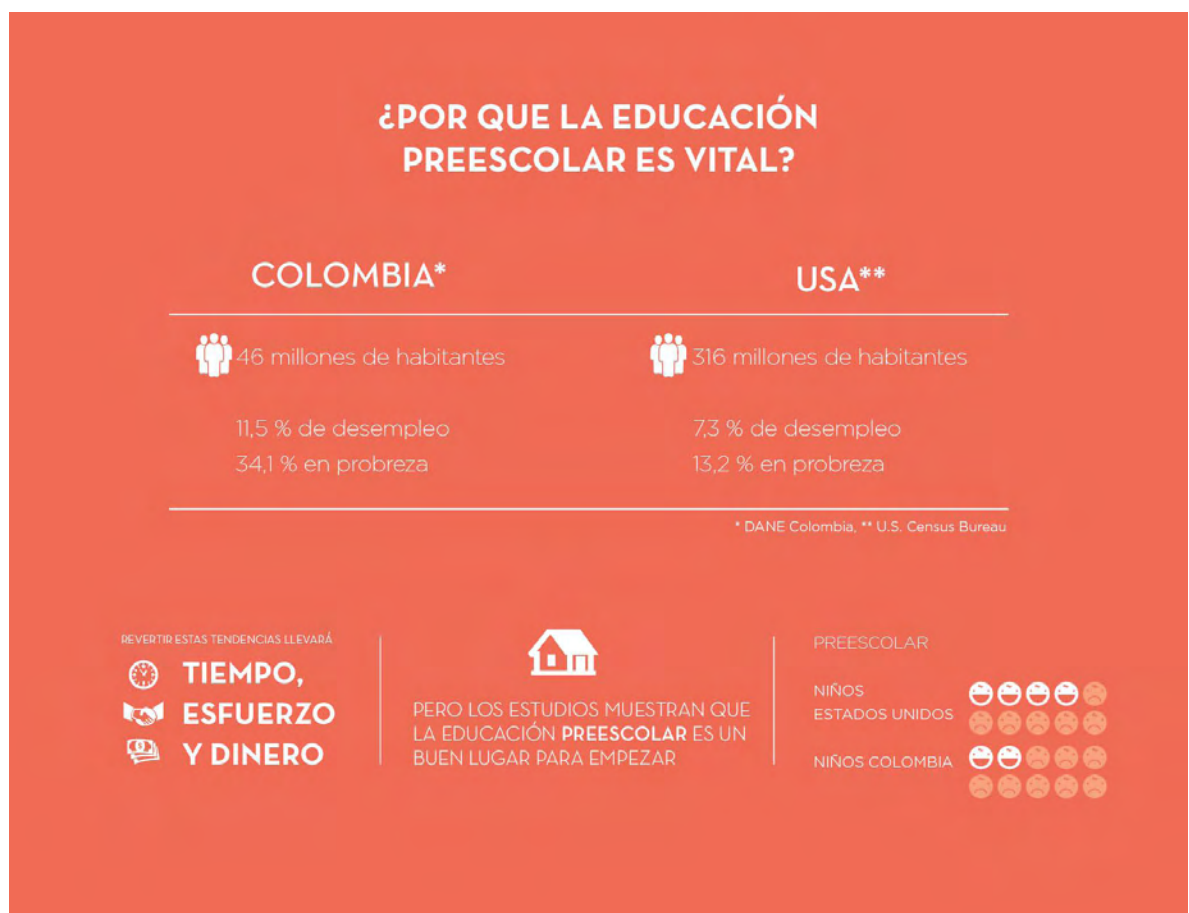 ¿POR QUE LA EDUCACIÓN
PREESCOLAR ES VITAL?
COLOMBIA*
46 millones de habitantes
11,5 % de desempleo
34,1 % en probreza
USA**
316 millones de habitantes
7,3 % de desempleo
13,2 % en probreza
* DANE Colombia, ** U.S. Census Bureau
REVERTIR ESTAS TENDENCIAS LLEVARÁ
TIEMPO,
ESFUERZO
Y DINERO
PERO LOS ESTUDIOS MUESTRAN QUE
LA EDUCACIÓN PREESCOLAR ES UN
BUEN LUGAR PARA EMPEZAR
PREESCOLAR
NIÑOS
ESTADOS UNIDOS
NIÑOS COLOMBIA